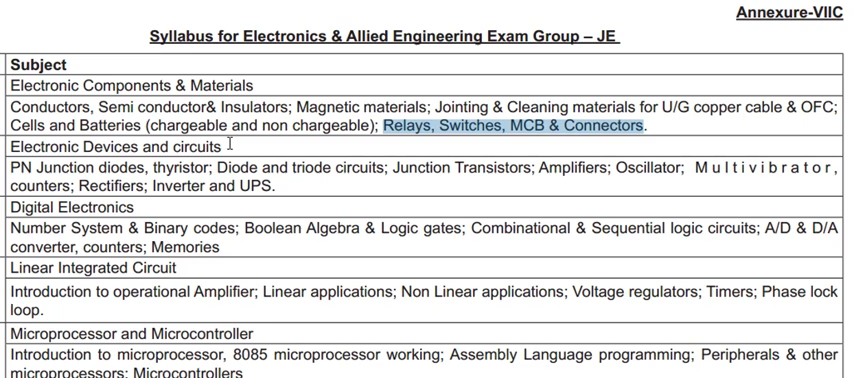 Annexure-VIIC
Syllabus for Electronics & Allied Engineering Exam Group – JE
Subject
Electronic Components & Materials
Conductors, Semi conductor& Insulators; Magnetic materials; Jointing & Cleaning materials for U/G copper cable & OFC;
Cells and Batteries (chargeable and non chargeable); Relays, Switches, MCB & Connectors.
Electronic Devices and circuits
PN Junction diodes, thyristor; Diode and triode circuits; Junction Transistors; Amplifiers; Oscillator; M u l t i v i b r a t o r ,
counters; Rectifiers; Inverter and UPS.
Digital Electronics
Number System & Binary codes; Boolean Algebra & Logic gates; Combinational & Sequential logic circuits; A/D & D/A
converter, counters; Memories
Linear Integrated Circuit
Introduction to operational Amplifier; Linear applications; Non Linear applications; Voltage regulators; Timers; Phase lock
loop.
Microprocessor and Microcontroller
Introduction to microprocessor, 8085 microprocessor working; Assembly Language programming; Peripherals & other
microprocessors; Microcontrollers